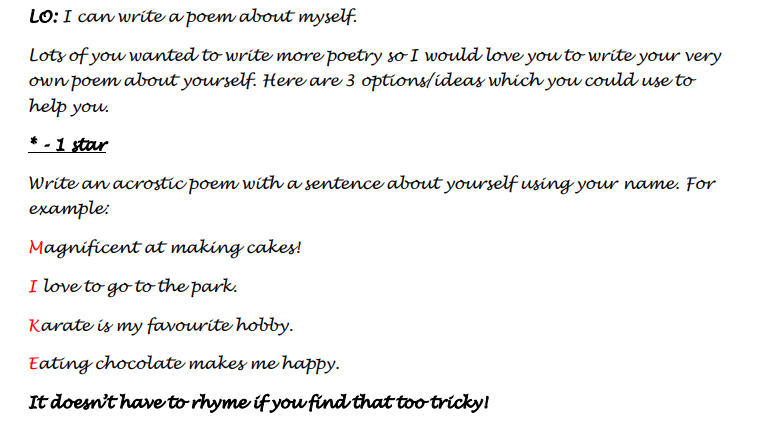 LO: I can write a poem about myself.
Lots of you wanted to write more poetry so I would love you to write your very
own poem about yourself. Here are 3 options/ideas which you could use to
help you.
* - 1 star
Write an acrostic poem with a sentence about yourself using your name. For
example:
Magnificent at making cakes!
I love to go to the park.
Karate is my favourite hobby.
Eating chocolate makes me happy.
It doesn't have to rhyme if you find that too tricky!